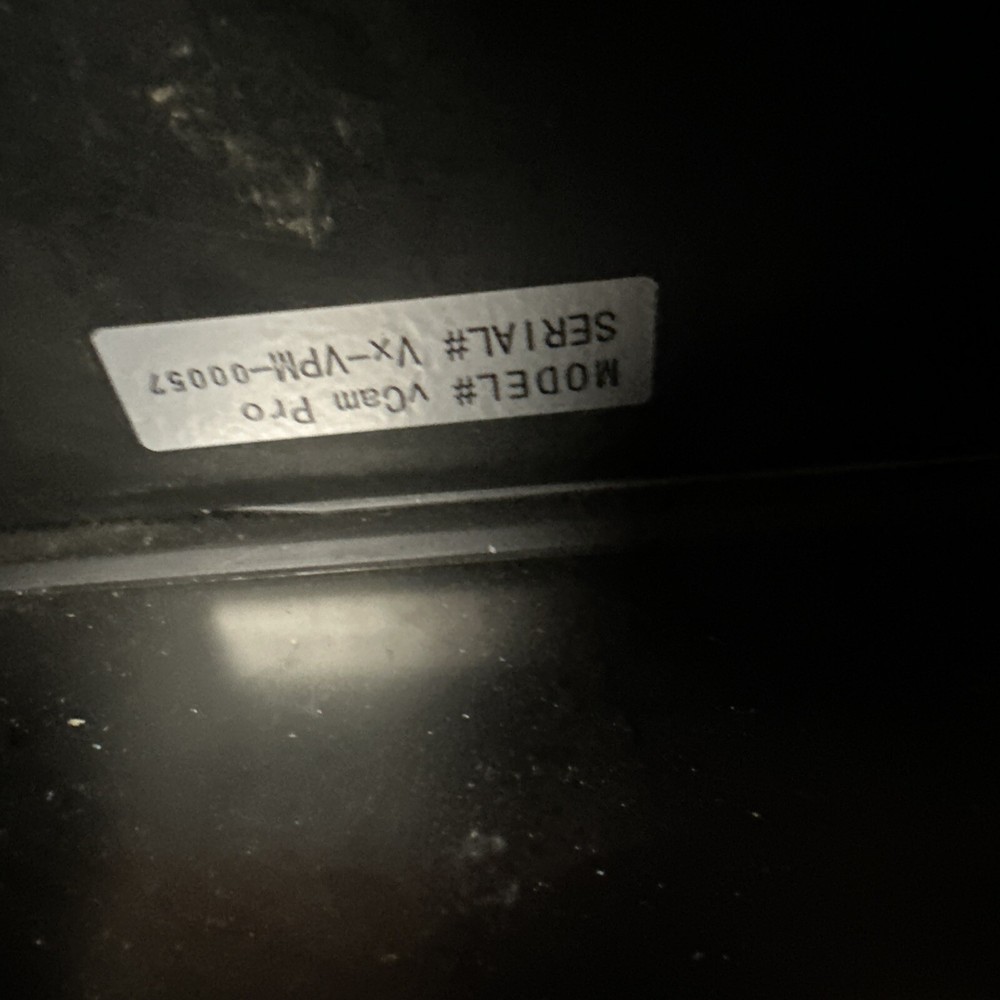 MODEL# vCam Pro
SERIAL# Vx-VPM-00057